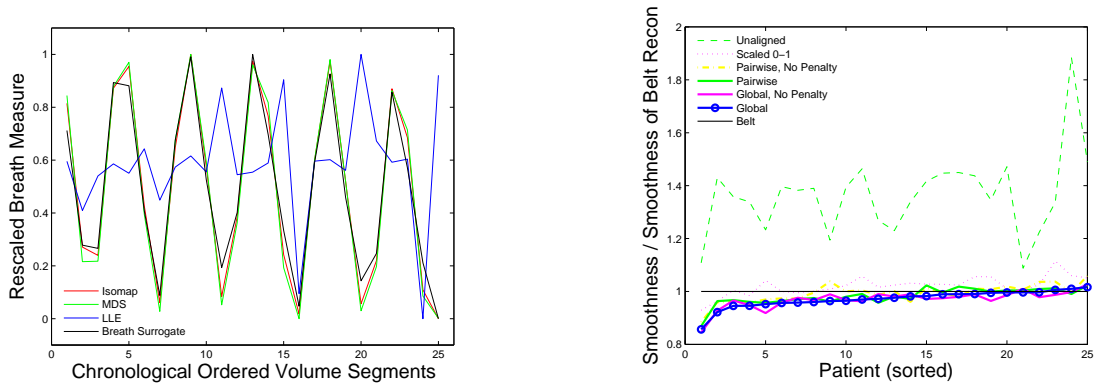 Rescaled Breath Measure
1
0.8
0.6
0.4
0.2
0
Isomap
MDS
LLE
Breath Surrogate
0 5 10 15 20 25
Chronological Ordered Volume Segments
Smoothness / Smoothness of Belt Recon
2
1.8
1.6
1.4
1.2
1
0.8
Unaligned
Scaled 0–1
Pairwise, No Penalty
Pairwise
Global, No Penalty
Global
Belt
0 5 10 15 20 25
Patient (sorted)